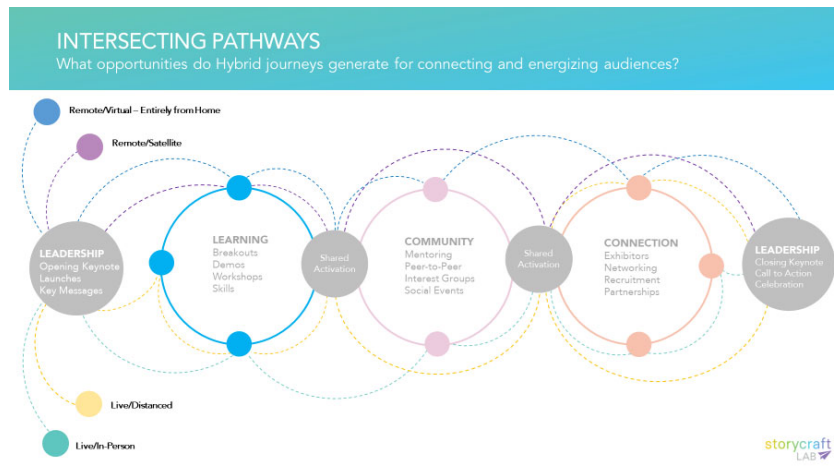 INTERSECTING PATHWAYS
What opportunities do Hybrid journeys generate for connecting and energizing audiences?
Remote/Virtual – Entirely from Home
Remote/Satellite
LEADERSHIP
Opening Keynote
Launches
Key Messages
LEARNING
Breakouts
Demos
Workshops
Skills
Shared
Activation
COMMUNITY
Mentoring
Peer-to-Peer
Interest Groups
Social Events
Shared
Activation
CONNECTION
Exhibitors
Networking
Recruitment
Partnerships
LEADERSHIP
Closing Keynote
Call to Action
Celebration
Live/Distanced
Live/In-Person
storycraft
LAB